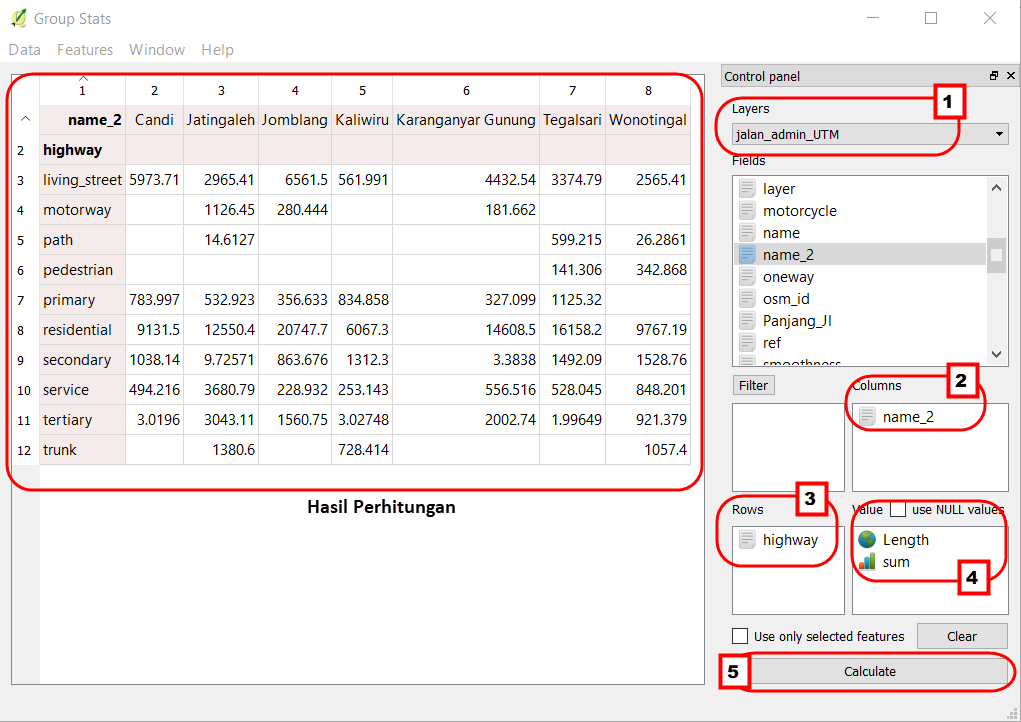 Group Stats
Data Features Window Help
1 2 3 4 5 6 7 8
name_2 Candi Jatingaleh Jomblang Kaliwiru Karanganyar Gunung Tegalsari Wonotingal
2 highway
3 living_street 5973.71 2965.41 6561.5 561.991 4432.54 3374.79 2565.41
4 motorway 1126.45 280.444 181.662
5 path 14.6127 599.215 26.2861
6 pedestrian 141.306 342.868
7 primary 783.997 532.923 356.633 834.858 327.099 1125.32
8 residential 9131.5 12550.4 20747.7 6067.3 14608.5 16158.2 9767.19
9 secondary 1038.14 9.72571 863.676 1312.3 3.3838 1492.09 1528.76
10 service 494.216 3680.79 228.932 253.143 556.516 528.045 848.201
11 tertiary 3.0196 3043.11 1560.75 3.02748 2002.74 1.99649 921.379
12 trunk 1380.6 728.414 1057.4
Hasil Perhitungan
Control panel
Layers
1
jalan_admin_UTM
Fields
layer
motorcycle
name
name_2
oneway
osm_id
Panjang_Jl
ref
smoothness
Filter
Columns
2
name_2
Rows
3
highway
Value use NULL values
Length
sum
4
Use only selected features
Clear
5
Calculate